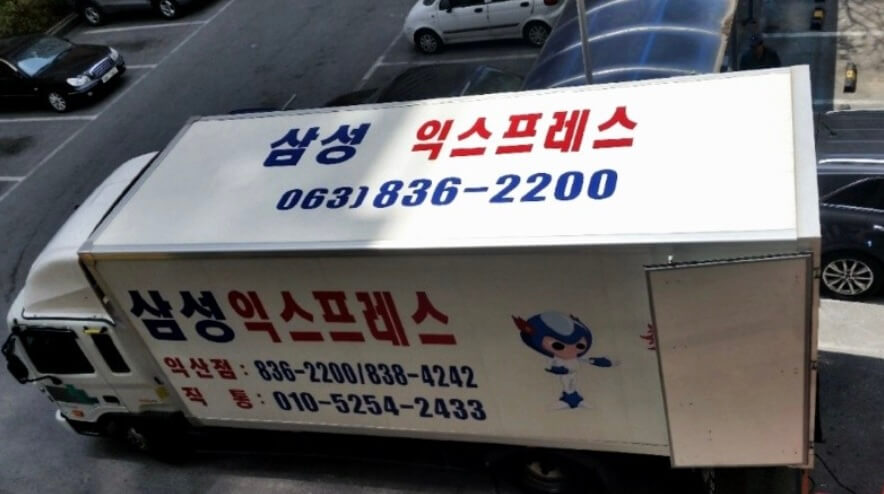 삼성 익스프레스
063)836-2200
삼성익스프레스
익산점: 836-2200/838-4242
직 통: 010-5254-2433